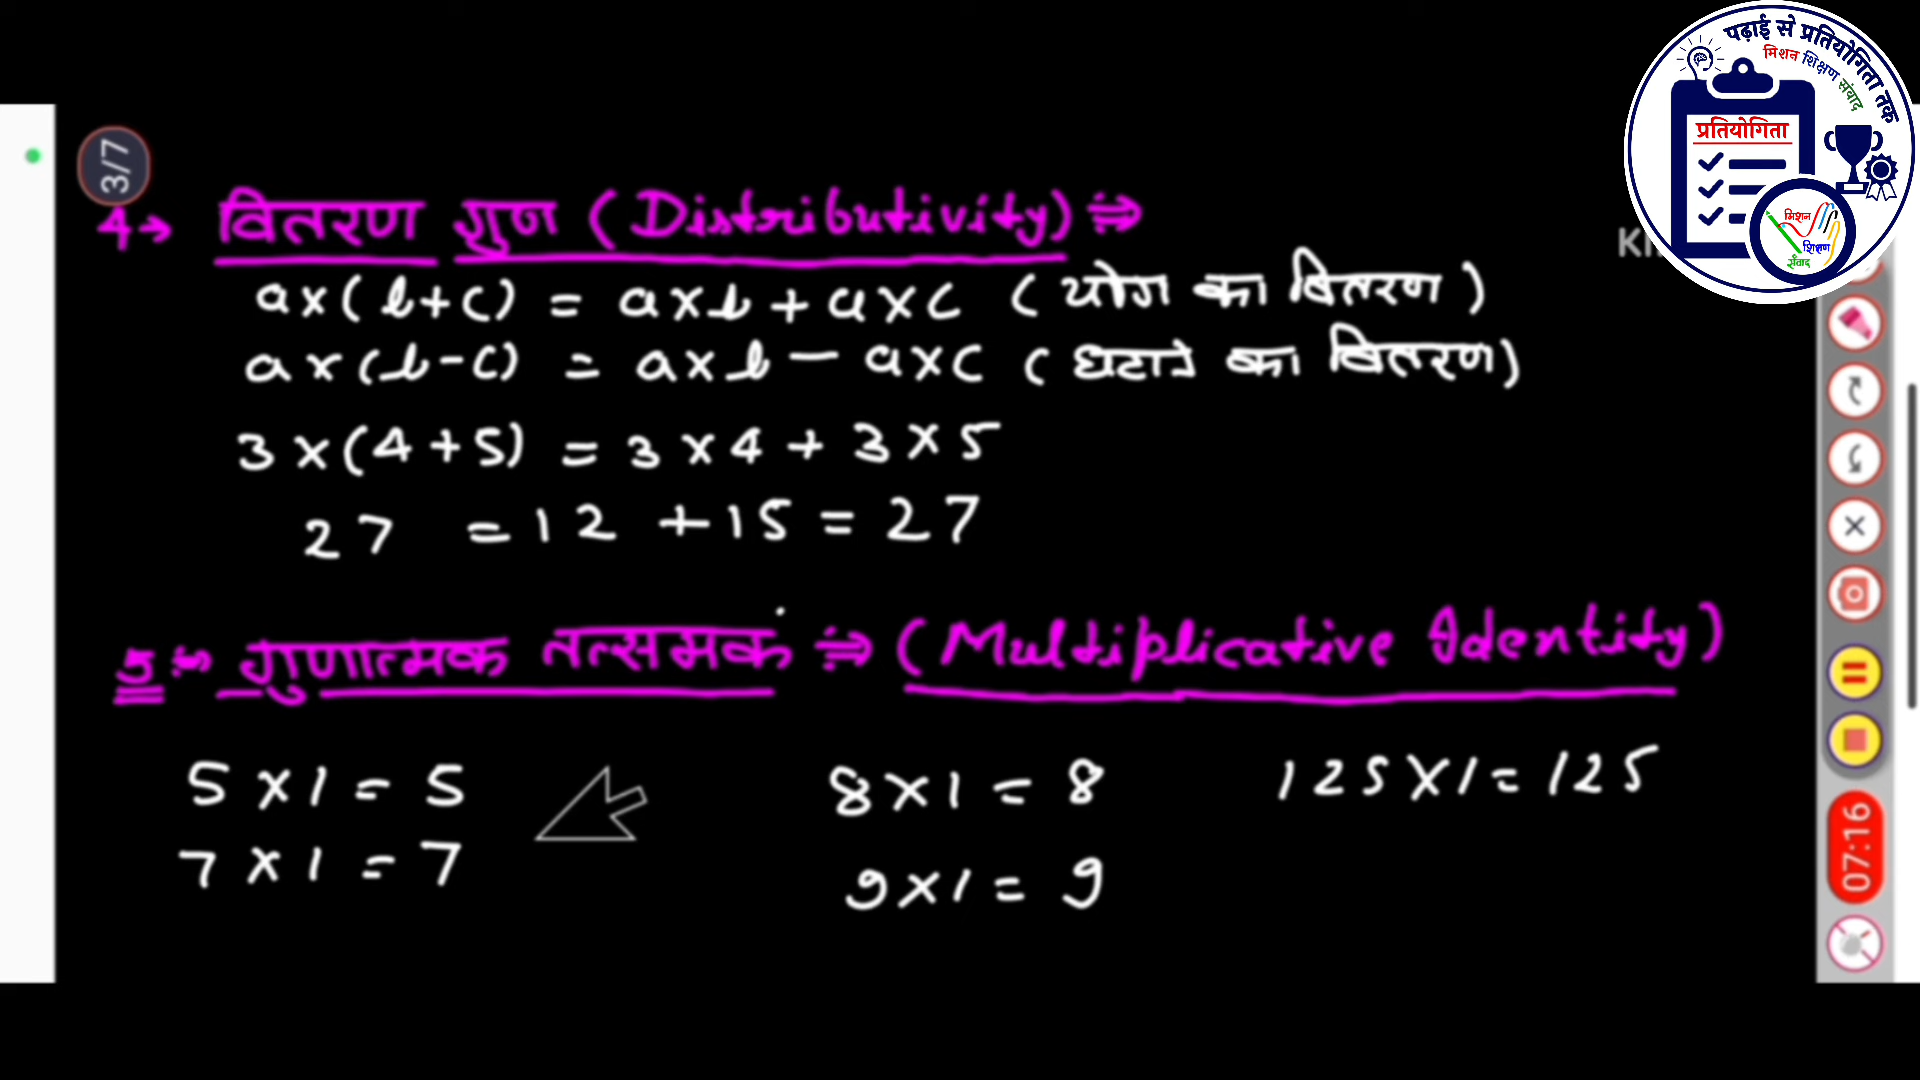 पढ़ाई से प्रतियोगिता तक
मिशन शिक्षण संवाद
प्रतियोगिता
मिशन
शिक्षण
संवाद
3/7
4→ वितरण गुण (Distributivity) ⇒
a×(b+c) = a×b + a×c (योग का वितरण)
a×(b-c) = a×b - a×c (घटाने का वितरण)
3×(4+5) = 3×4 + 3×5
27 = 12 + 15 = 27
5⇒ गुणात्मक तत्समक ⇒ (Multiplicative Identity)
5×1=5 8×1=8 125×1=125
7×1=7 9×1=9
07:16